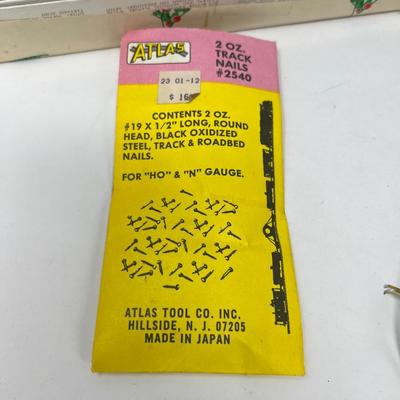 ATLAS
2 OZ.
TRACK
NAILS
#2540
23 01-12
$ 16
CONTENTS 2 OZ.
#19 X 1/2" LONG, ROUND
HEAD, BLACK OXIDIZED
STEEL, TRACK & ROADBED
NAILS.
FOR "HO" & "N" GAUGE.
ATLAS TOOL CO. INC.
HILLSIDE, N. J. 07205
MADE IN JAPAN